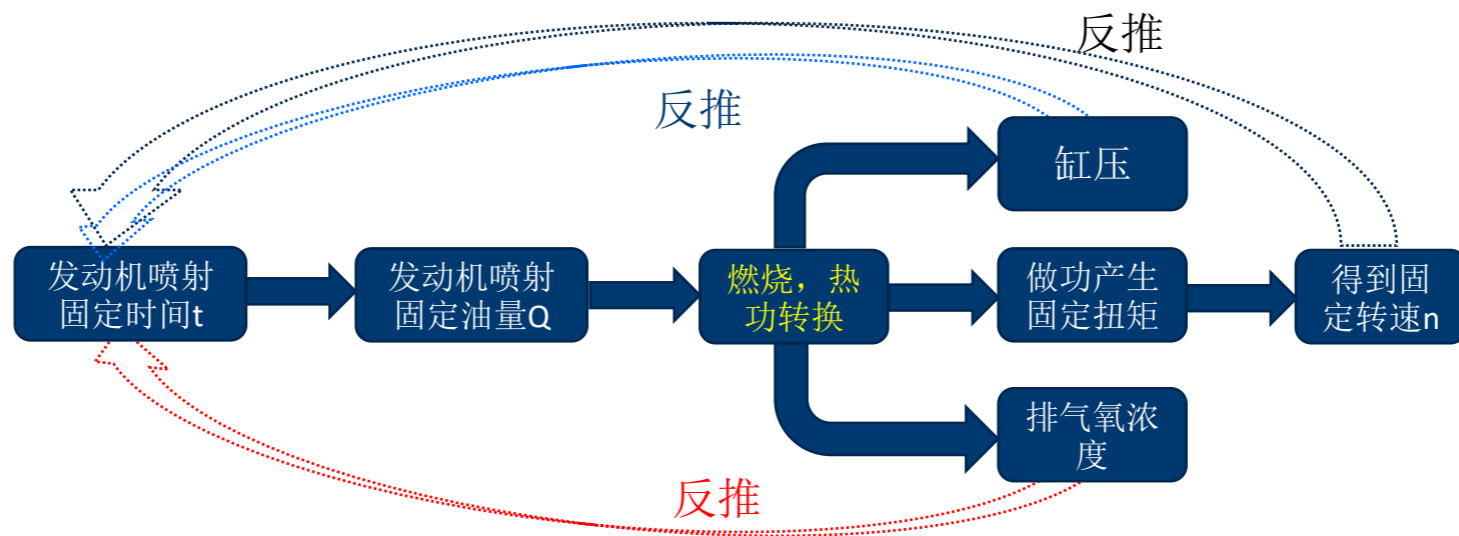 反推
反推
缸压
发动机喷射
固定时间t
发动机喷射
固定油量Q
燃烧，热
功转换
做功产生
固定扭矩
得到固
定转速n
排气氧浓
度
反推